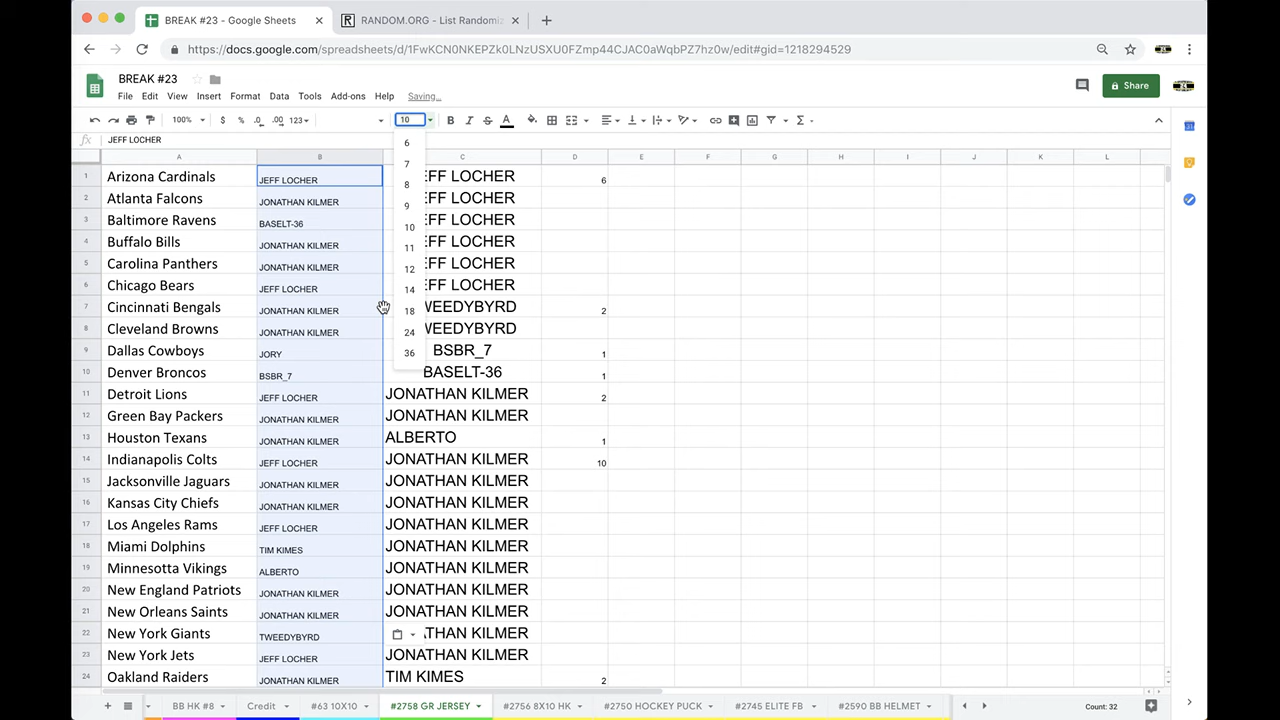 BREAK #23 - Google Sheets
RANDOM.ORG - List Randomiz
https://docs.google.com/spreadsheets/d/1FwKCN0NKEPZk0LNzUSXU0FZmp44CJAC0aWqbPZ7hz0w/edit#gid=1218294529
BREAK #23
File Edit View Insert Format Data Tools Add-ons Help Saving...
Share
100% $ % .0 .00 123 10 B I S A
fx JEFF LOCHER
A B C D E F G H I J K L
1 Arizona Cardinals JEFF LOCHER EFF LOCHER 6
2 Atlanta Falcons JONATHAN KILMER EFF LOCHER
3 Baltimore Ravens BASELT-36 EFF LOCHER
4 Buffalo Bills JONATHAN KILMER EFF LOCHER
5 Carolina Panthers JONATHAN KILMER EFF LOCHER
6 Chicago Bears JEFF LOCHER EFF LOCHER
7 Cincinnati Bengals JONATHAN KILMER WEEDYBYRD 2
8 Cleveland Browns JONATHAN KILMER WEEDYBYRD
9 Dallas Cowboys JORY BSBR_7 1
10 Denver Broncos BSBR_7 BASELT-36 1
11 Detroit Lions JEFF LOCHER JONATHAN KILMER 2
12 Green Bay Packers JONATHAN KILMER JONATHAN KILMER
13 Houston Texans JONATHAN KILMER ALBERTO 1
14 Indianapolis Colts JEFF LOCHER JONATHAN KILMER 10
15 Jacksonville Jaguars JONATHAN KILMER JONATHAN KILMER
16 Kansas City Chiefs JONATHAN KILMER JONATHAN KILMER
17 Los Angeles Rams JEFF LOCHER JONATHAN KILMER
18 Miami Dolphins TIM KIMES JONATHAN KILMER
19 Minnesotta Vikings ALBERTO JONATHAN KILMER
20 New England Patriots JONATHAN KILMER JONATHAN KILMER
21 New Orleans Saints JONATHAN KILMER JONATHAN KILMER
22 New York Giants TWEEDYBYRD THAN KILMER
23 New York Jets JEFF LOCHER JONATHAN KILMER
24 Oakland Raiders JONATHAN KILMER TIM KIMES 2
6
7
8
9
10
11
12
14
18
24
36
BB HK #8 Credit #63 10X10 #2758 GR JERSEY #2756 8X10 HK #2750 HOCKEY PUCK #2745 ELITE FB #2590 BB HELMET Count: 32